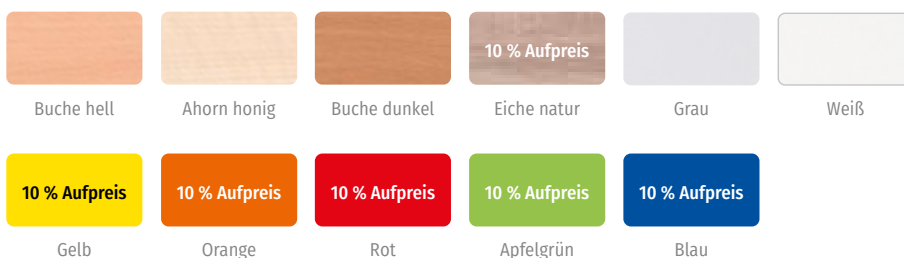 10 % Aufpreis
Buche hell Ahorn honig Buche dunkel Eiche natur Grau Weiß
10 % Aufpreis 10 % Aufpreis 10 % Aufpreis 10 % Aufpreis 10 % Aufpreis
Gelb Orange Rot Apfelgrün Blau